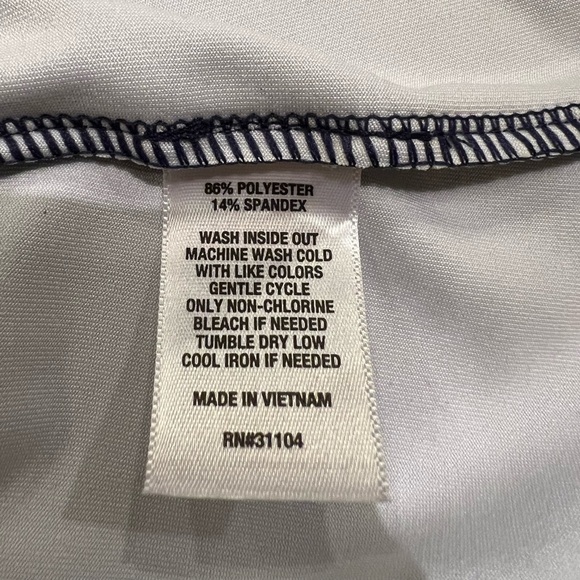 86% POLYESTER
14% SPANDEX
WASH INSIDE OUT
MACHINE WASH COLD
WITH LIKE COLORS
GENTLE CYCLE
ONLY NON-CHLORINE
BLEACH IF NEEDED
TUMBLE DRY LOW
COOL IRON IF NEEDED
MADE IN VIETNAM
RN#31104